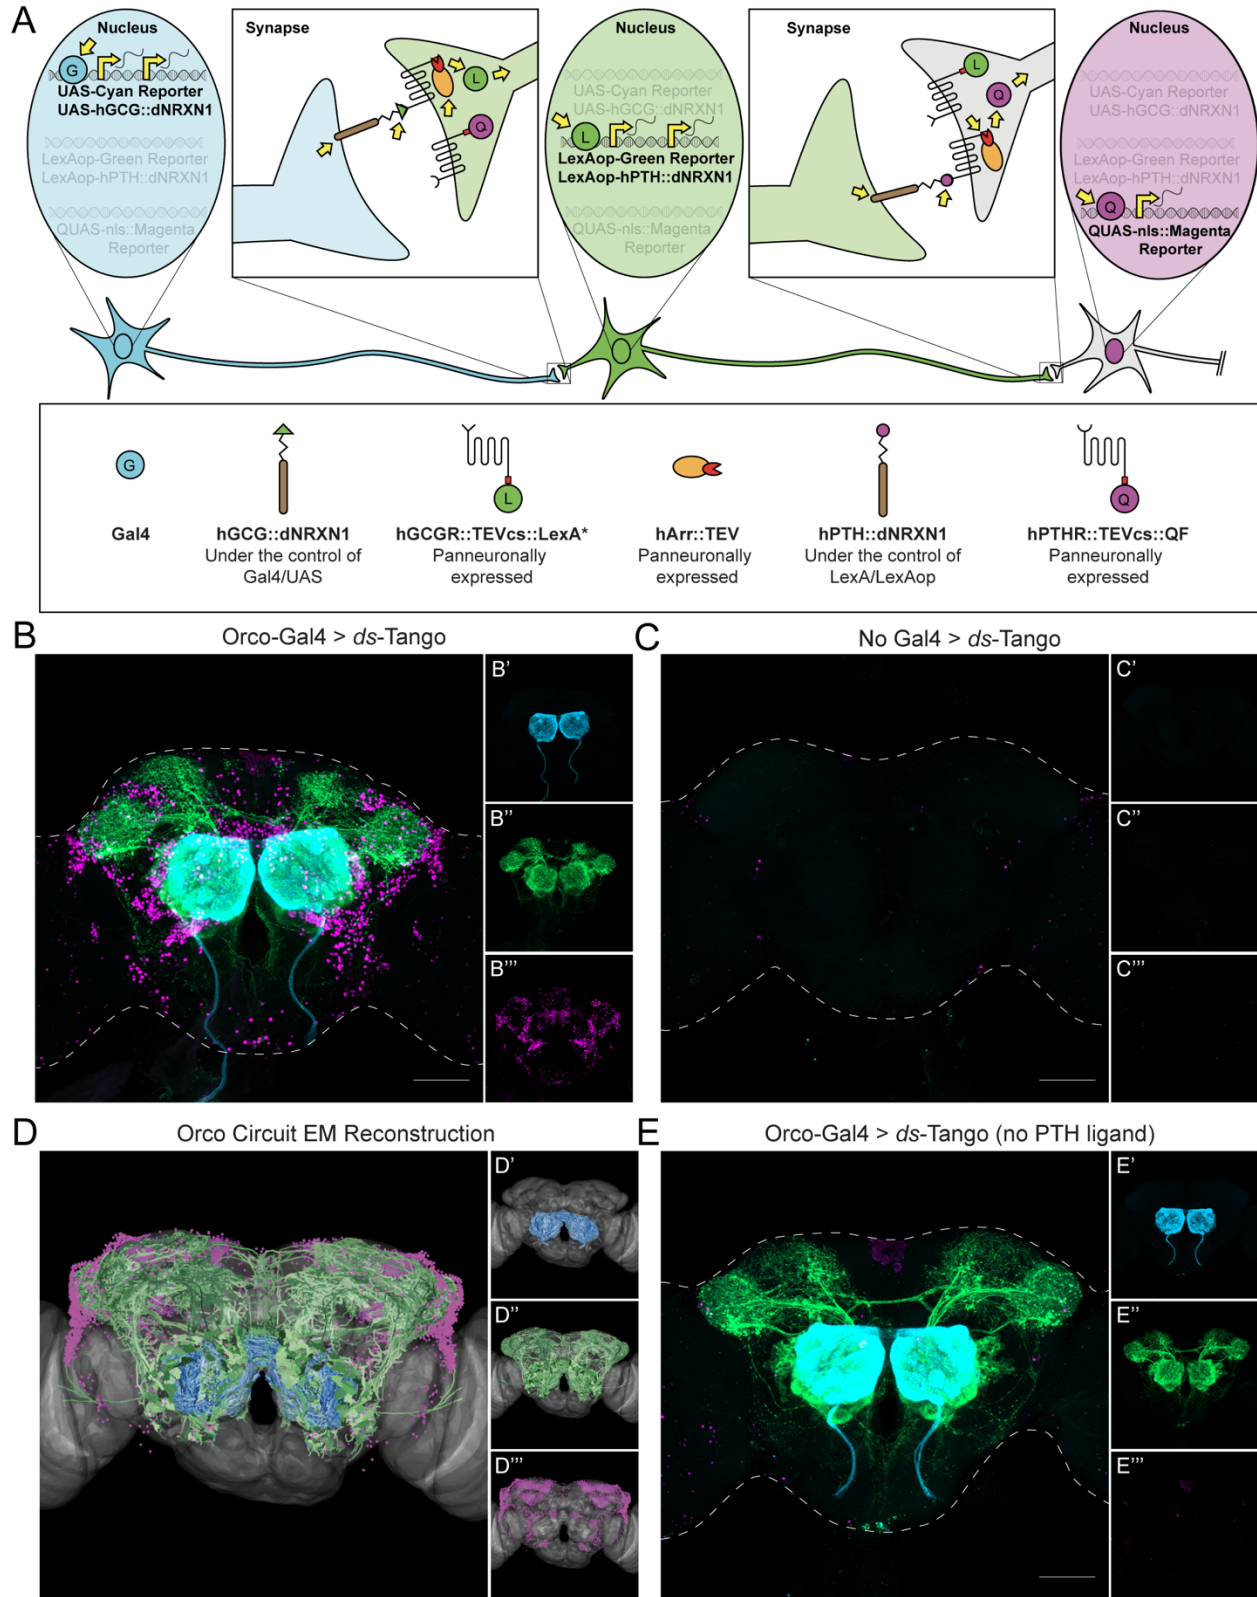 A
Nucleus
G
UAS-Cyan Reporter
UAS-hGCG::dNRXN1
LexAop-Green Reporter
LexAop-hPTH::dNRXN1
QUAS-nls::Magenta
Reporter
Synapse
L
Q
Nucleus
UAS-Cyan Reporter
UAS-hGCG::dNRXN1
L
LexAop-Green Reporter
LexAop-hPTH::dNRXN1
QUAS-nls::Magenta
Reporter
Synapse
L
Q
Nucleus
UAS-Cyan Reporter
UAS-hGCG::dNRXN1
LexAop-Green Reporter
LexAop-hPTH::dNRXN1
Q
QUAS-nls::Magenta
Reporter
G
Gal4
hGCG::dNRXN1
Under the control of
Gal4/UAS
L
hGCGR::TEVcs::LexA*
Panneuronally
expressed
hArr::TEV
Panneuronally
expressed
hPTH::dNRXN1
Under the control of
LexA/LexAop
Q
hPTHR::TEVcs::QF
Panneuronally
expressed
B
Orco-Gal4 > ds-Tango
B'
B''
B'''
C
No Gal4 > ds-Tango
C'
C''
C'''
D
Orco Circuit EM Reconstruction
D'
D''
D'''
E
Orco-Gal4 > ds-Tango (no PTH ligand)
E'
E''
E'''